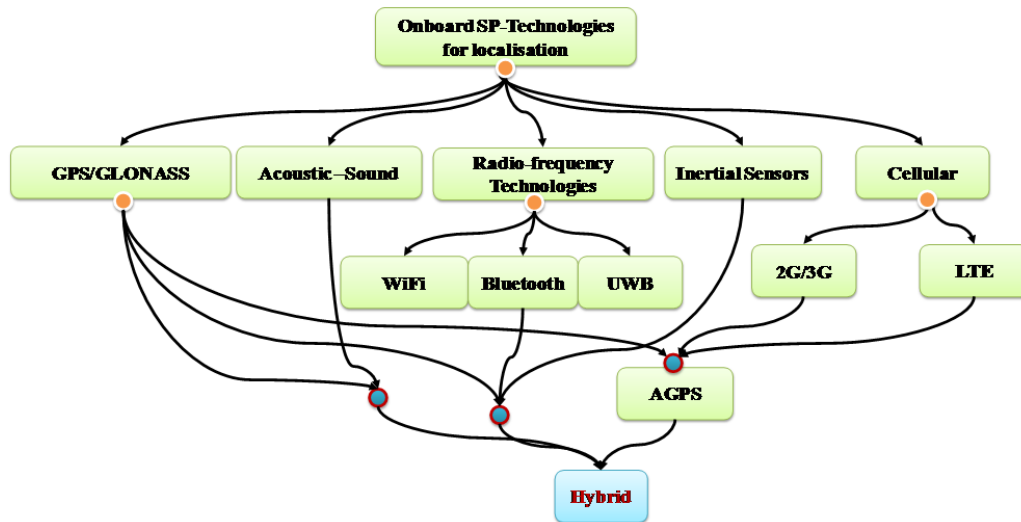 Onboard SP-Technologies
for localisation
GPS/GLONASS
Acoustic–Sound
Radio-frequency
Technologies
Inertial Sensors
Cellular
WiFi
Bluetooth
UWB
2G/3G
LTE
AGPS
Hybrid